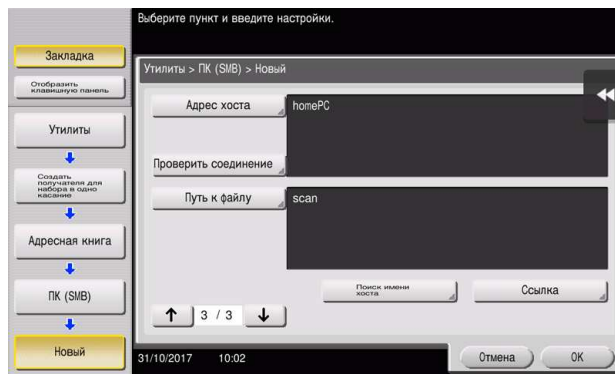 Выберите пункт и введите настройки.
Закладка
Отобразить
клавишную панель
Утилиты
Создать
получателя для
набора в одно
касание
Адресная книга
ПК (SMB)
Новый
Утилиты > ПК (SMB) > Новый
Адрес хоста
homePC
Проверить соединение
Путь к файлу
scan
Поиск имени
хоста
Ссылка
↑ 3 / 3 ↓
31/10/2017 10:02
Отмена
OK